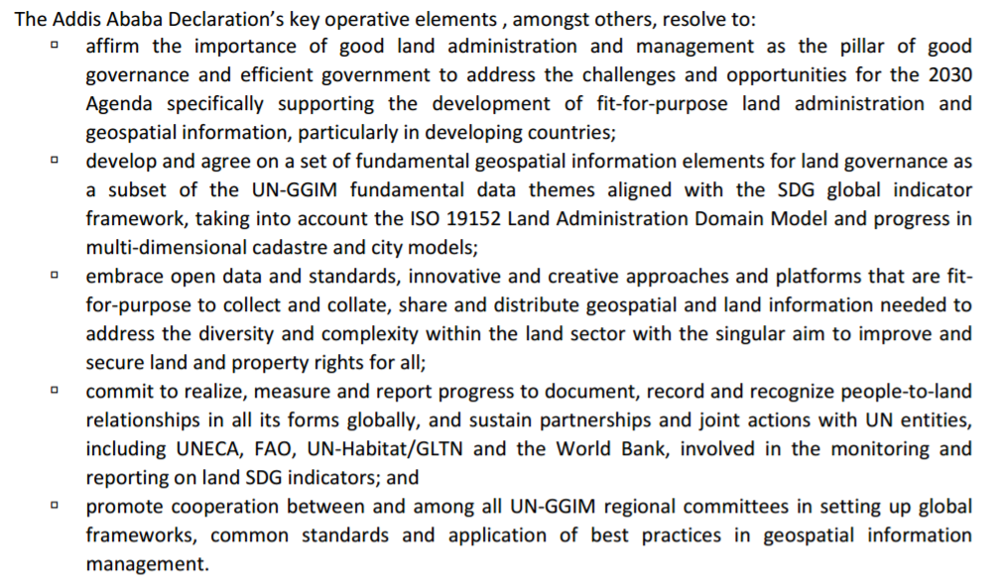 The Addis Ababa Declaration's key operative elements , amongst others, resolve to:
▫ affirm the importance of good land administration and management as the pillar of good
governance and efficient government to address the challenges and opportunities for the 2030
Agenda specifically supporting the development of fit-for-purpose land administration and
geospatial information, particularly in developing countries;
▫ develop and agree on a set of fundamental geospatial information elements for land governance as
a subset of the UN-GGIM fundamental data themes aligned with the SDG global indicator
framework, taking into account the ISO 19152 Land Administration Domain Model and progress in
multi-dimensional cadastre and city models;
▫ embrace open data and standards, innovative and creative approaches and platforms that are fit-
for-purpose to collect and collate, share and distribute geospatial and land information needed to
address the diversity and complexity within the land sector with the singular aim to improve and
secure land and property rights for all;
▫ commit to realize, measure and report progress to document, record and recognize people-to-land
relationships in all its forms globally, and sustain partnerships and joint actions with UN entities,
including UNECA, FAO, UN-Habitat/GLTN and the World Bank, involved in the monitoring and
reporting on land SDG indicators; and
▫ promote cooperation between and among all UN-GGIM regional committees in setting up global
frameworks, common standards and application of best practices in geospatial information
management.